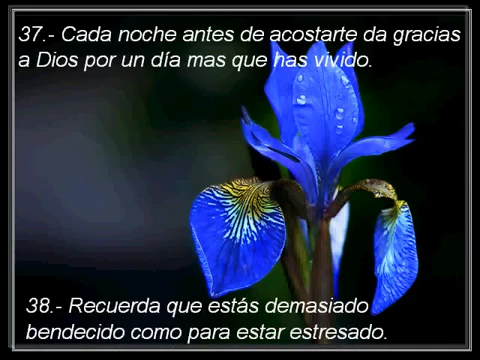 37.- Cada noche antes de acostarte da gracias
a Dios por un día mas que has vivido.
38.- Recuerda que estás demasiado
bendecido como para estar estresado.